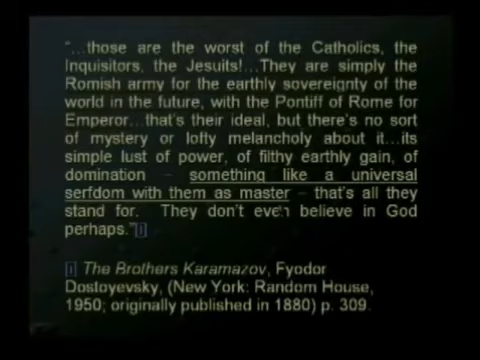 "...those are the worst of the Catholics, the
Inquisitors, the Jesuits!...They are simply the
Romish army for the earthly sovereignty of the
world in the future, with the Pontiff of Rome for
Emperor...that's their ideal, but there's no sort
of mystery or lofty melancholy about it...its
simple lust of power, of filthy earthly gain, of
domination – something like a universal
serfdom with them as master – that's all they
stand for. They don't even believe in God
perhaps."[]
[] The Brothers Karamazov, Fyodor
Dostoyevsky, (New York: Random House,
1950; originally published in 1880) p. 309.